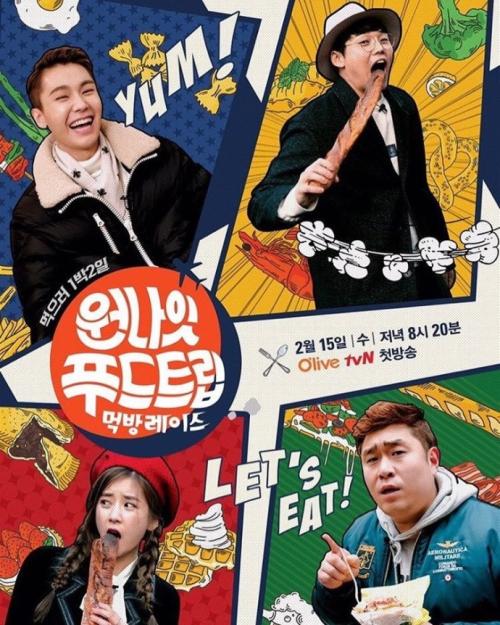 YUM!
먹으러 1박2일
원나잇
푸드트립
먹방레이스
2월 15일 | 수 | 저녁 8시 20분
O'live tvN 첫방송
LET'S
EAT!
AERONAUTICA
MILITARE